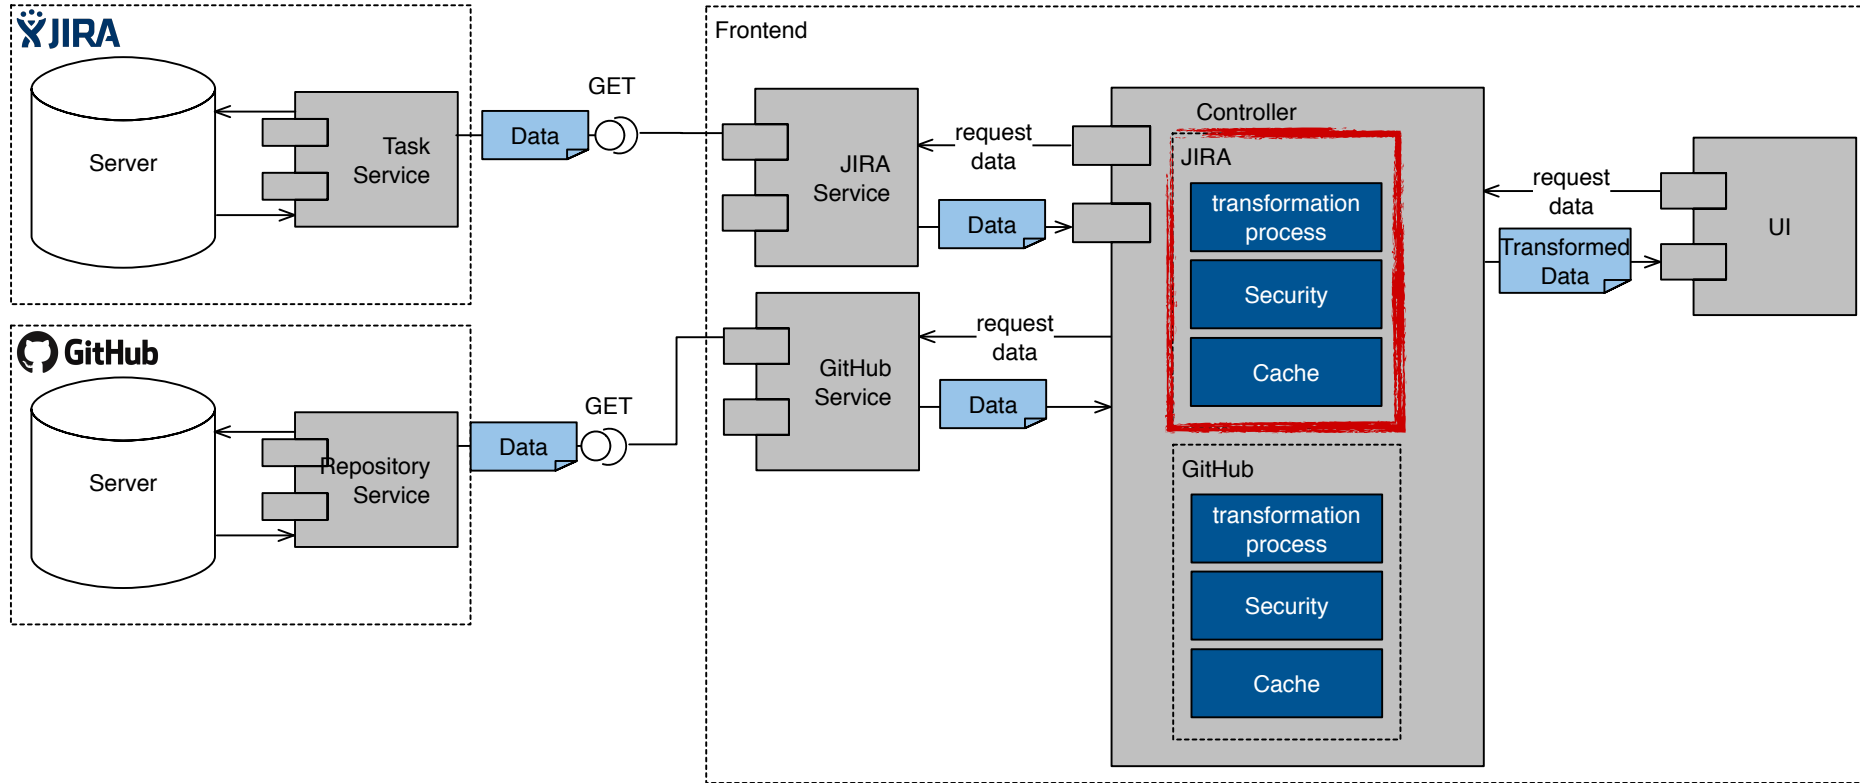 JIRA
Server
Task
Service
Data
GET
GitHub
Server
Repository
Service
Data
GET
Frontend
JIRA
Service
request
data
Data
GitHub
Service
request
data
Data
Controller
JIRA
transformation
process
Security
Cache
GitHub
transformation
process
Security
Cache
request
data
Transformed
Data
UI